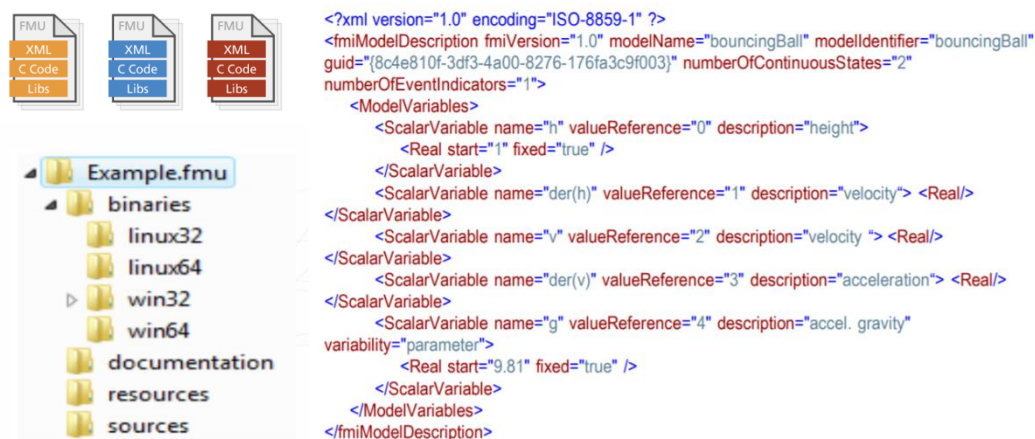 FMU
XML
C Code
Libs
FMU
XML
C Code
Libs
FMU
XML
C Code
Libs
Example.fmu
binaries
linux32
linux64
win32
win64
documentation
resources
sources
<?xml version="1.0" encoding="ISO-8859-1" ?>
<fmiModelDescription fmiVersion="1.0" modelName="bouncingBall" modelIdentifier="bouncingBall"
guid="{8c4e810f-3df3-4a00-8276-176fa3c9f003}" numberOfContinuousStates="2"
numberOfEventIndicators="1">
<ModelVariables>
<ScalarVariable name="h" valueReference="0" description="height">
<Real start="1" fixed="true" />
</ScalarVariable>
<ScalarVariable name="der(h)" valueReference="1" description="velocity“> <Real/>
</ScalarVariable>
<ScalarVariable name="v" valueReference="2" description="velocity “> <Real/>
</ScalarVariable>
<ScalarVariable name="der(v)" valueReference="3" description="acceleration“> <Real/>
</ScalarVariable>
<ScalarVariable name="g" valueReference="4" description="accel. gravity"
variability="parameter">
<Real start="9.81" fixed="true" />
</ScalarVariable>
</ModelVariables>
</fmiModelDescription>